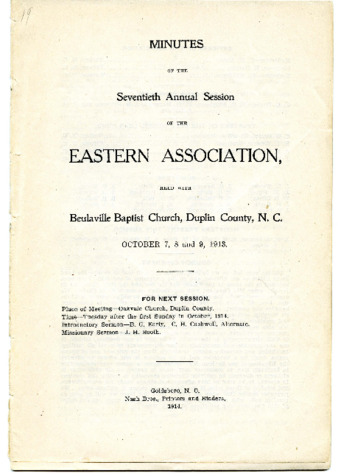 19
MINUTES
OF THE
Seventieth Annual Session
OF THE
EASTERN ASSOCIATION,
HELD WITH
Beulaville Baptist Church, Duplin County, N. C.
OCTOBER 7, 8 and 9, 1913.
FOR NEXT SESSION.
Place of Meeting—Oakvale Church, Duplin County.
Time—Tuesday after the first Sunday in October, 1914.
Introductory Sermon—D. G. Early, C. H. Cashwell, Alternate.
Missionary Sermon—J. H. Booth.
Goldsboro, N. C.
Nash Bros., Printers and Binders,
1914.